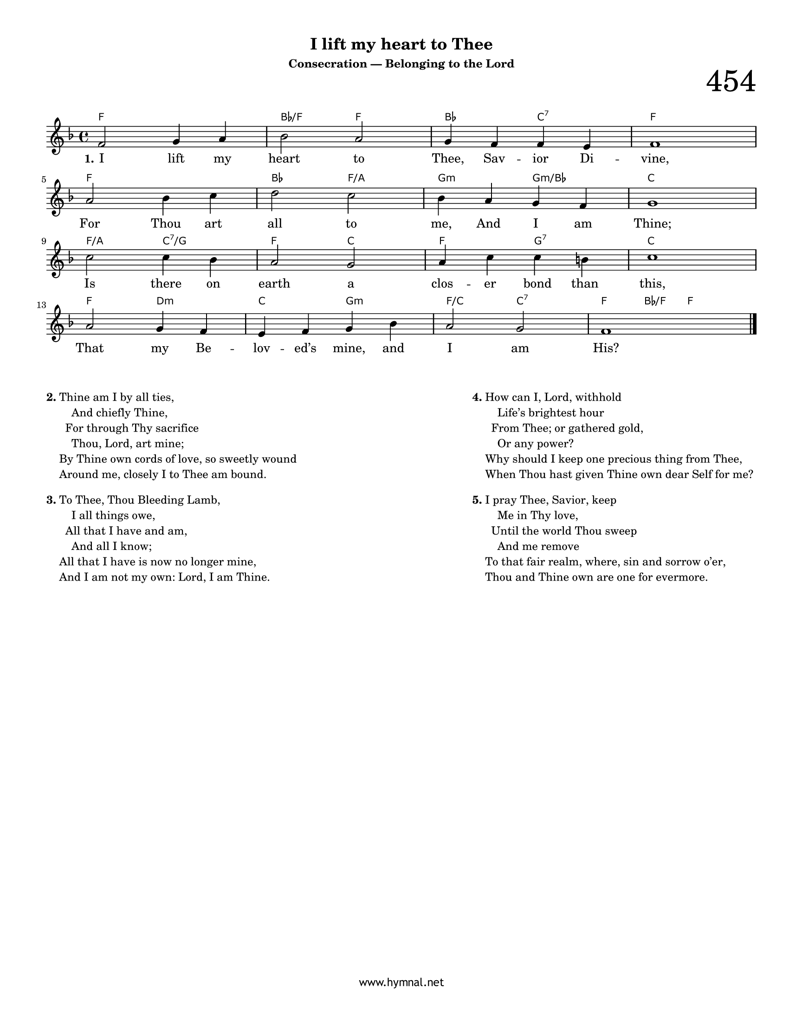 I lift my heart to Thee
Consecration — Belonging to the Lord
454
F B♭/F F B♭ C7 F
1. I lift my heart to Thee, Sav - ior Di - vine,
5
F B♭ F/A Gm Gm/B♭ C
For Thou art all to me, And I am Thine;
9
F/A C7/G F C F G7 C
Is there on earth a clos - er bond than this,
13
F Dm C Gm F/C C7 F B♭/F F
That my Be - lov - ed's mine, and I am His?
2. Thine am I by all ties,
And chiefly Thine,
For through Thy sacrifice
Thou, Lord, art mine;
By Thine own cords of love, so sweetly wound
Around me, closely I to Thee am bound.
3. To Thee, Thou Bleeding Lamb,
I all things owe,
All that I have and am,
And all I know;
All that I have is now no longer mine,
And I am not my own: Lord, I am Thine.
4. How can I, Lord, withhold
Life's brightest hour
From Thee; or gathered gold,
Or any power?
Why should I keep one precious thing from Thee,
When Thou hast given Thine own dear Self for me?
5. I pray Thee, Savior, keep
Me in Thy love,
Until the world Thou sweep
And me remove
To that fair realm, where, sin and sorrow o'er,
Thou and Thine own are one for evermore.
www.hymnal.net